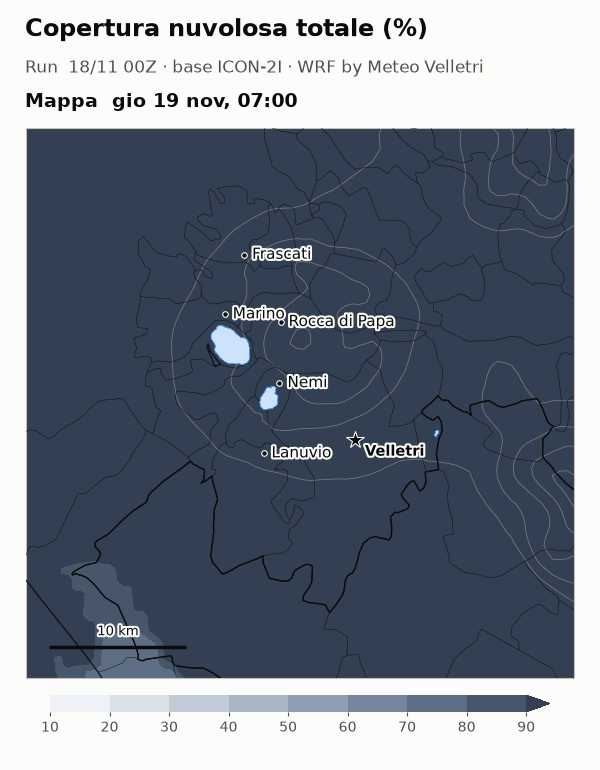 Copertura nuvolosa totale (%)
Run  18/11 00Z · base ICON-2I · WRF by Meteo Velletri
Mappa  gio 19 nov, 07:00
Frascati
Marino
Rocca di Papa
Nemi
Velletri
Lanuvio
10 km
10 20 30 40 50 60 70 80 90